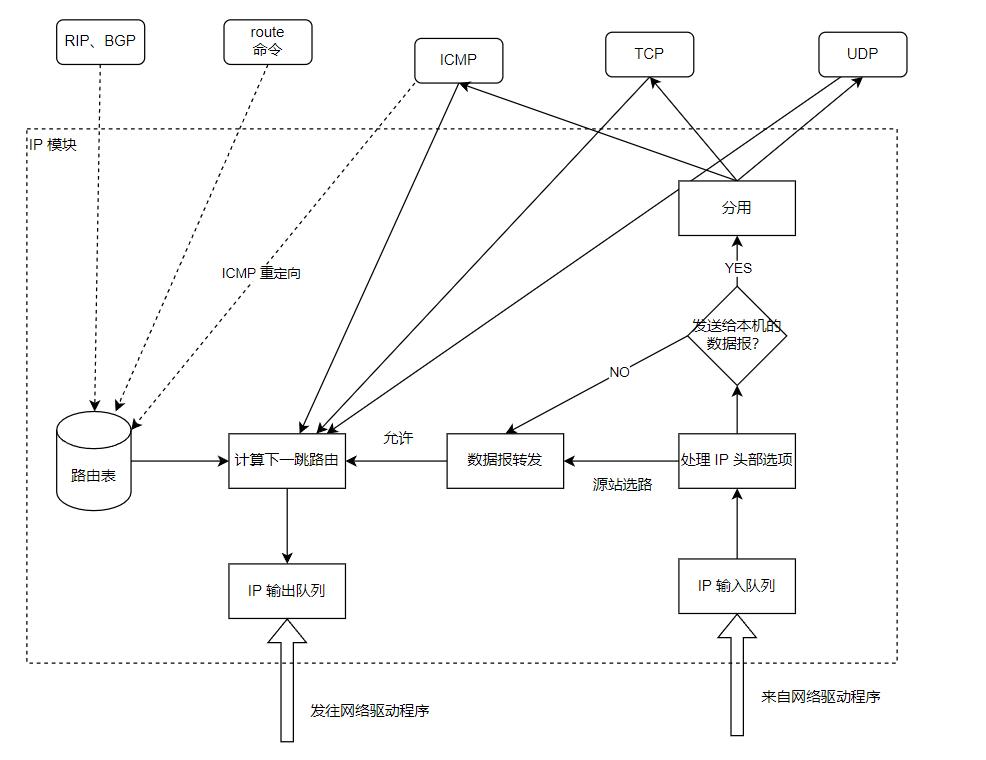 RIP、BGP
route
命令
ICMP
TCP
UDP
IP 模块
分用
ICMP 重定向
YES
发送给本机的
数据报？
NO
允许
路由表
计算下一跳路由
数据报转发
处理 IP 头部选项
源站选路
IP 输出队列
IP 输入队列
发往网络驱动程序
来自网络驱动程序